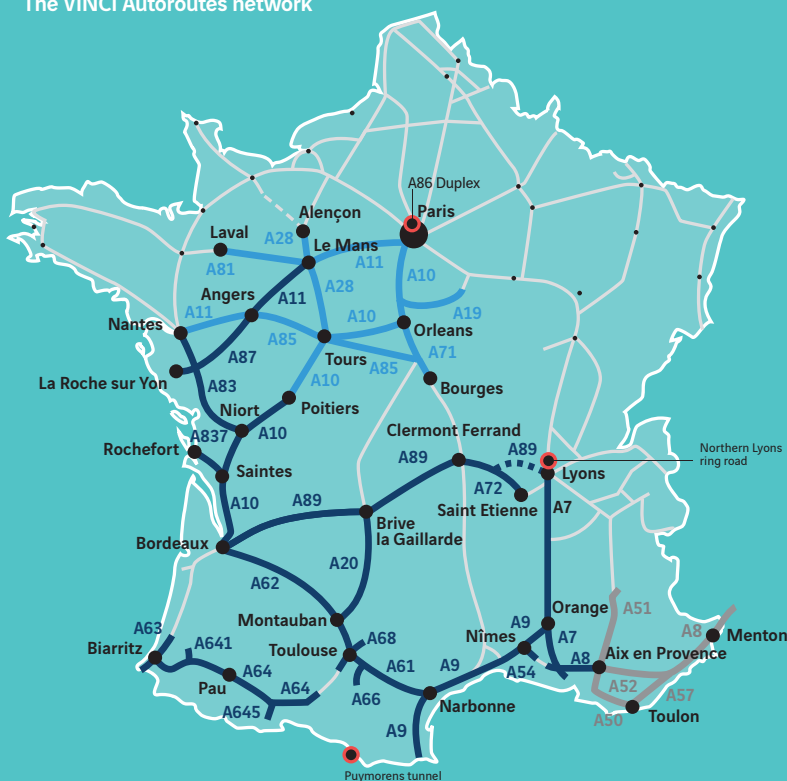 The VINCI Autoroutes network
A86 Duplex
Paris
Alençon
Laval
A28
Le Mans
A81
A11
A10
Angers
A11
A28
A19
A11
A10
Nantes
Orleans
A85
A71
A87
Tours
A85
La Roche sur Yon
A83
A10
Bourges
Niort
Poitiers
A837
A10
Clermont Ferrand
Rochefort
A89
A89
Northern Lyons
ring road
Saintes
Lyons
A72
A10
A89
Saint Etienne
A7
Brive
la Gaillarde
Bordeaux
A20
A62
Orange
A51
Montauban
A9
A63
A68
Nîmes
A7
A8
Menton
A641
Biarritz
Toulouse
Aix en Provence
A61
A9
A8
A64
A54
A52
Pau
A64
A66
A57
A645
Narbonne
A50
Toulon
A9
Puymorens tunnel